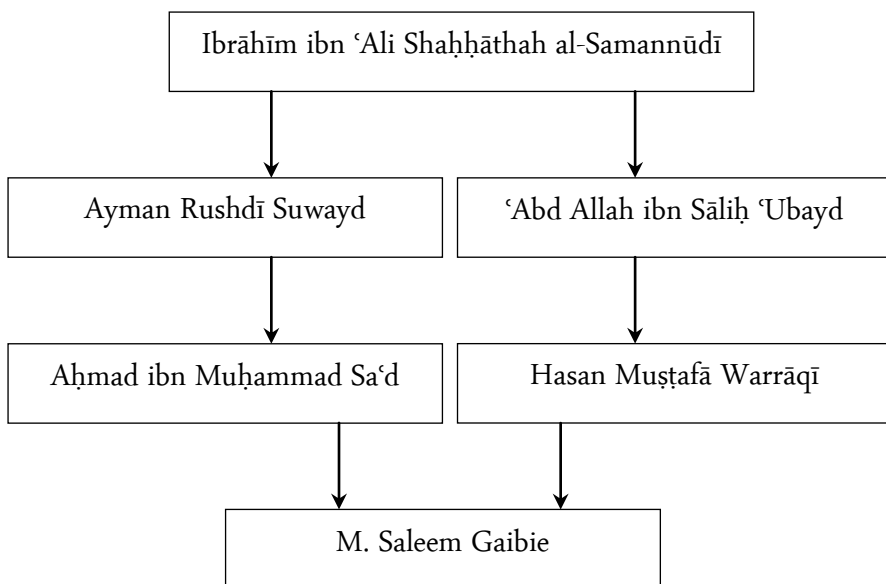 Ibrāhīm ibn ʿAli Shaḥḥāthah al-Samannūdī
Ayman Rushdī Suwayd
ʿAbd Allah ibn Sāliḥ ʿUbayd
Aḥmad ibn Muḥammad Saʿd
Hasan Muṣṭafā Warrāqī
M. Saleem Gaibie